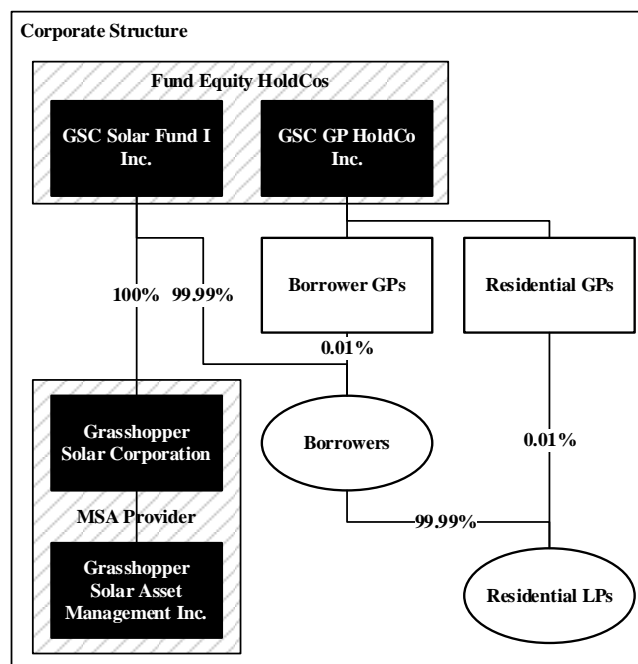 Corporate Structure
Fund Equity HoldCos
GSC Solar Fund I
Inc.
GSC GP HoldCo
Inc.
Borrower GPs
Residential GPs
100%
99.99%
0.01%
Grasshopper
Solar Corporation
Borrowers
0.01%
MSA Provider
99.99%
Grasshopper
Solar Asset
Management Inc.
Residential LPs